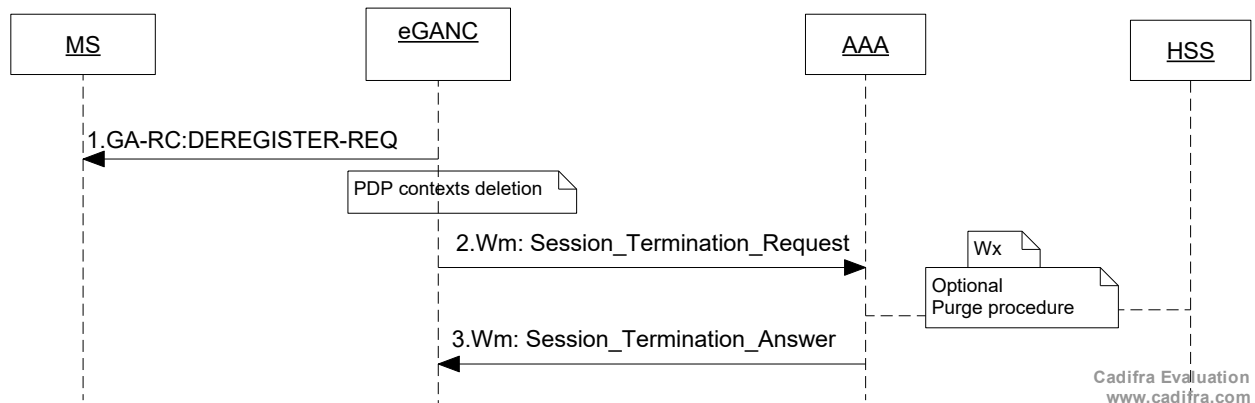 MS
eGANC
AAA
HSS
1.GA-RC:DEREGISTER-REQ
PDP contexts deletion
2.Wm: Session_Termination_Request
Wx
Optional
Purge procedure
3.Wm: Session_Termination_Answer
Cadifra Evaluation
www.cadifra.com